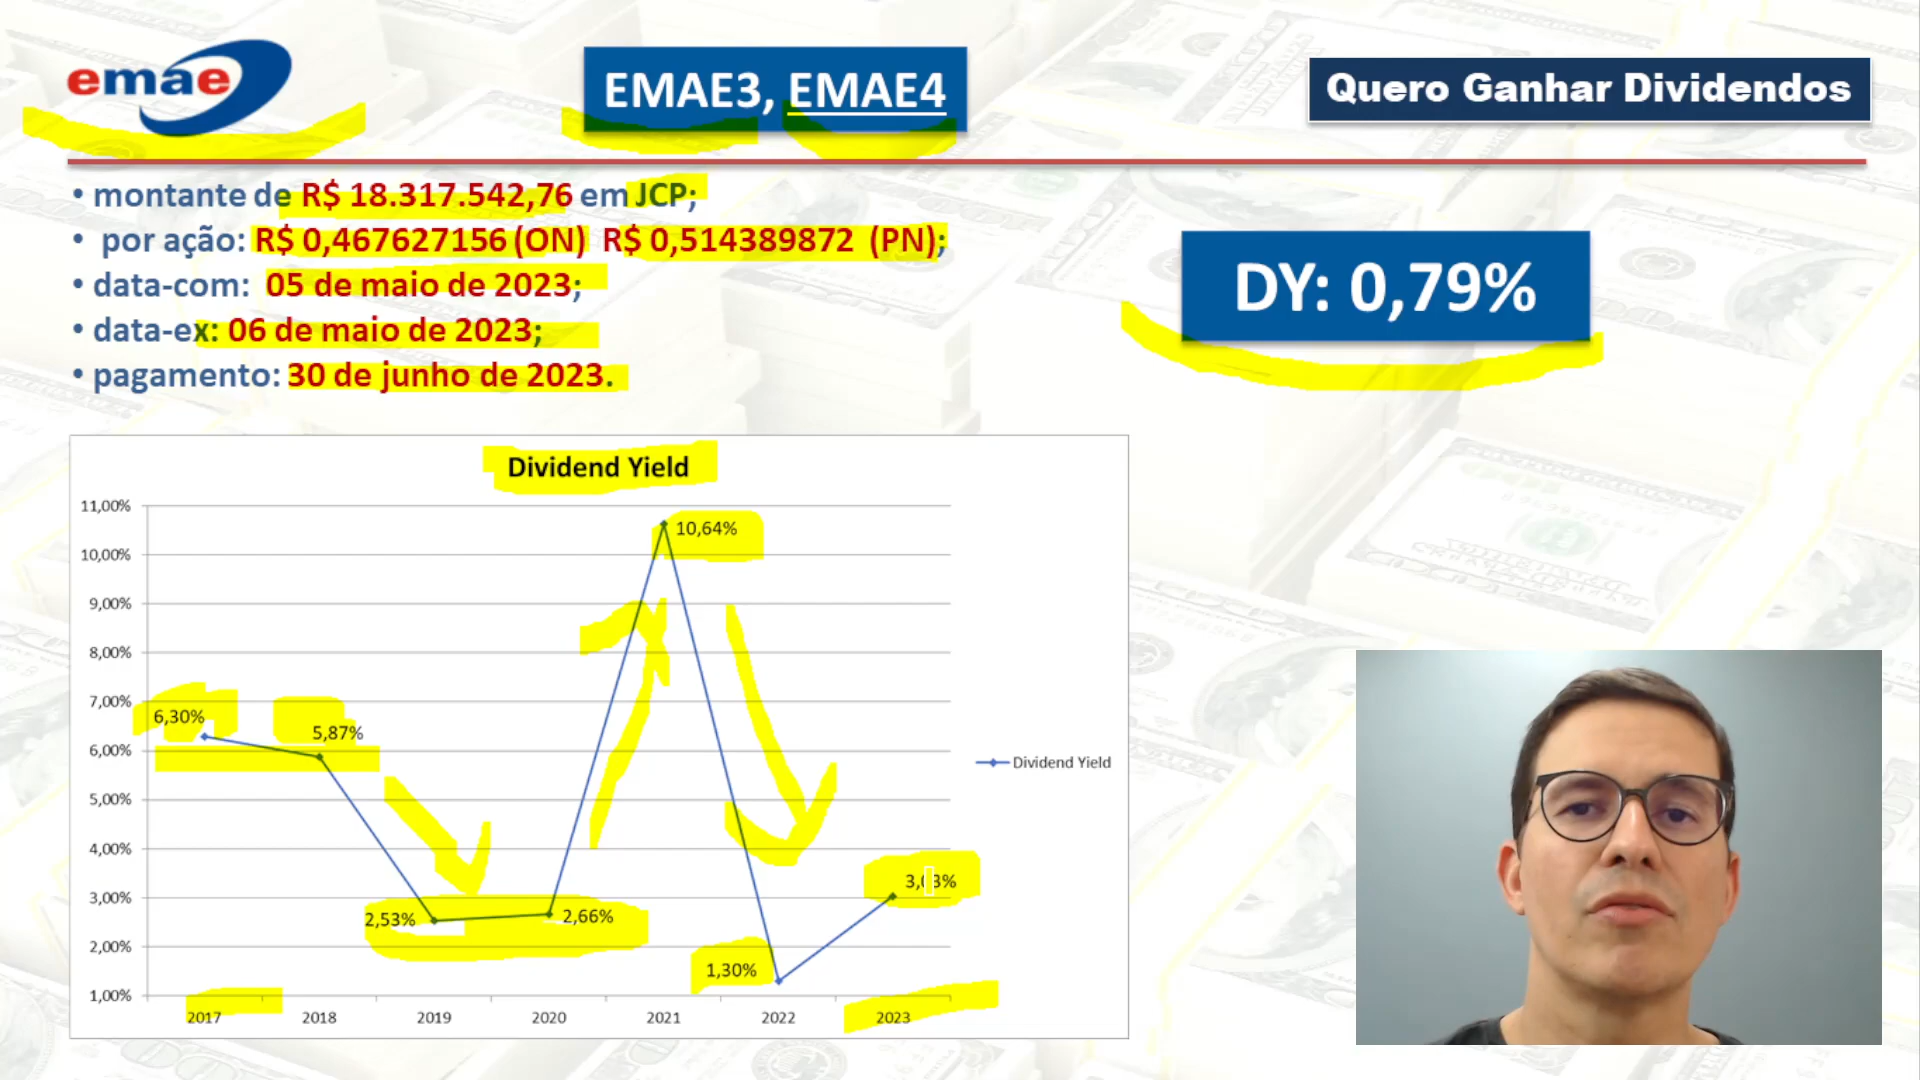 emae
EMAE3, EMAE4
Quero Ganhar Dividendos
• montante de R$ 18.317.542,76 em JCP;
• por ação: R$ 0,467627156 (ON) R$ 0,514389872 (PN);
• data-com: 05 de maio de 2023;
• data-ex: 06 de maio de 2023;
• pagamento: 30 de junho de 2023.
DY: 0,79%
Dividend Yield
11,00%
10,00%
9,00%
8,00%
7,00%
6,00%
5,00%
4,00%
3,00%
2,00%
1,00%
6,30%
5,87%
2,53%
2,66%
10,64%
1,30%
3,03%
Dividend Yield
2017 2018 2019 2020 2021 2022 2023